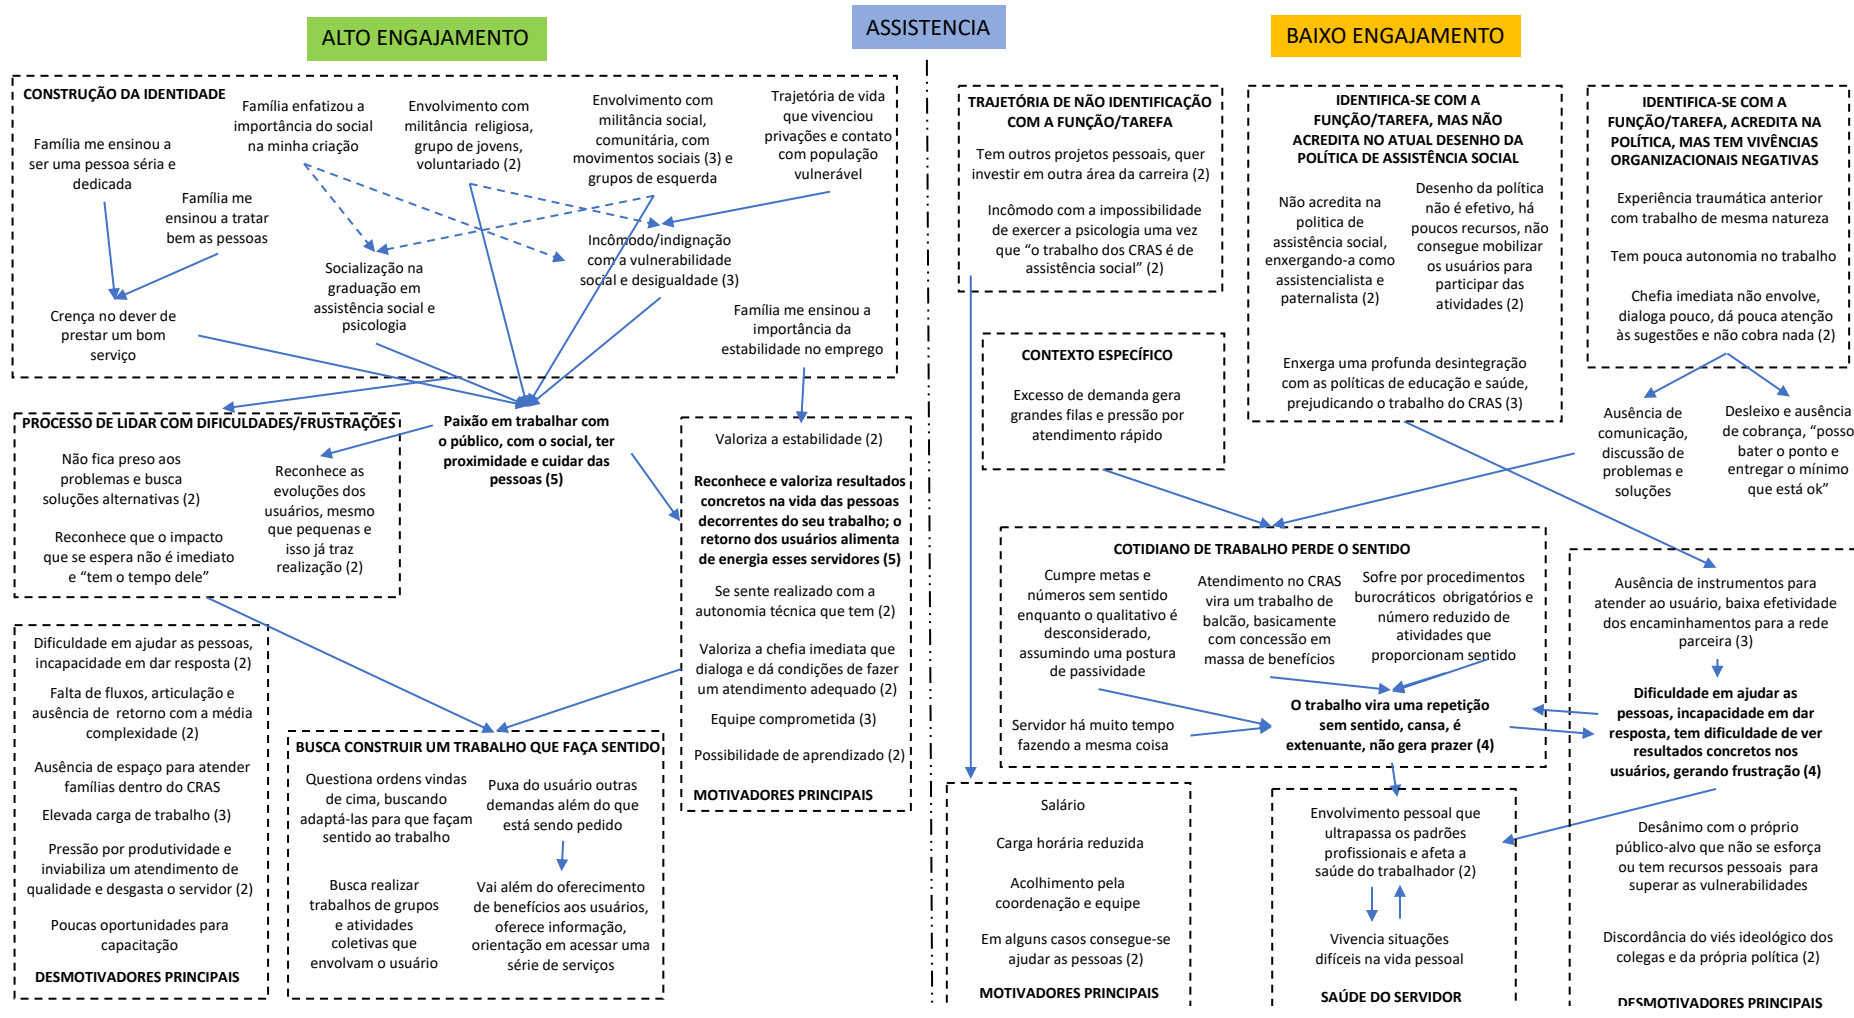 ALTO ENGAJAMENTO
ASSISTENCIA
BAIXO ENGAJAMENTO
CONSTRUÇÃO DA IDENTIDADE
Família me ensinou a
ser uma pessoa séria e
dedicada
Família enfatizou a
importância do social
na minha criação
Envolvimento com
militância religiosa,
grupo de jovens,
voluntariado (2)
Envolvimento com
militância social,
comunitária, com
movimentos sociais (3) e
grupos de esquerda
Trajetória de vida
que vivenciou
privações e contato
com população
vulnerável
Família me
ensinou a tratar
bem as pessoas
Socialização na
graduação em
assistência social e
psicologia
Incômodo/indignação
com a vulnerabilidade
social e desigualdade (3)
Crença no dever de
prestar um bom
serviço
Família me ensinou a
importância da
estabilidade no emprego
PROCESSO DE LIDAR COM DIFICULDADES/FRUSTRAÇÕES
Não fica preso aos
problemas e busca
soluções alternativas (2)
Reconhece que o impacto
que se espera não é imediato
e “tem o tempo dele”
Reconhece as
evoluções dos
usuários, mesmo
que pequenas e
isso já traz
realização (2)
Paixão em trabalhar com
o público, com o social, ter
proximidade e cuidar das
pessoas (5)
Valoriza a estabilidade (2)
Reconhece e valoriza resultados
concretos na vida das pessoas
decorrentes do seu trabalho; o
retorno dos usuários alimenta
de energia esses servidores (5)
Se sente realizado com a
autonomia técnica que tem (2)
Valoriza a chefia imediata que
dialoga e dá condições de fazer
um atendimento adequado (2)
Equipe comprometida (3)
Possibilidade de aprendizado (2)
MOTIVADORES PRINCIPAIS
Dificuldade em ajudar as pessoas,
incapacidade em dar resposta (2)
Falta de fluxos, articulação e
ausência de retorno com a média
complexidade (2)
Ausência de espaço para atender
famílias dentro do CRAS
Elevada carga de trabalho (3)
Pressão por produtividade e
inviabiliza um atendimento de
qualidade e desgasta o servidor (2)
Poucas oportunidades para
capacitação
DESMOTIVADORES PRINCIPAIS
BUSCA CONSTRUIR UM TRABALHO QUE FAÇA SENTIDO
Questiona ordens vindas
de cima, buscando
adaptá-las para que façam
sentido ao trabalho
Puxa do usuário outras
demandas além do que
está sendo pedido
Busca realizar
trabalhos de grupos
e atividades
coletivas que
envolvam o usuário
Vai além do oferecimento
de benefícios aos usuários,
oferece informação,
orientação em acessar uma
série de serviços
TRAJETÓRIA DE NÃO IDENTIFICAÇÃO
COM A FUNÇÃO/TAREFA
Tem outros projetos pessoais, quer
investir em outra área da carreira (2)
Incômodo com a impossibilidade
de exercer a psicologia uma vez
que “o trabalho dos CRAS é de
assistência social” (2)
IDENTIFICA-SE COM A
FUNÇÃO/TAREFA, MAS NÃO
ACREDITA NO ATUAL DESENHO DA
POLÍTICA DE ASSISTÊNCIA SOCIAL
Não acredita na
politica de
assistência social,
enxergando-a como
assistencialista e
paternalista (2)
Desenho da política
não é efetivo, há
poucos recursos, não
consegue mobilizar
os usuários para
participar das
atividades (2)
Enxerga uma profunda desintegração
com as políticas de educação e saúde,
prejudicando o trabalho do CRAS (3)
IDENTIFICA-SE COM A
FUNÇÃO/TAREFA, ACREDITA NA
POLÍTICA, MAS TEM VIVÊNCIAS
ORGANIZACIONAIS NEGATIVAS
Experiência traumática anterior
com trabalho de mesma natureza
Tem pouca autonomia no trabalho
Chefia imediata não envolve,
dialoga pouco, dá pouca atenção
às sugestões e não cobra nada (2)
CONTEXTO ESPECÍFICO
Excesso de demanda gera
grandes filas e pressão por
atendimento rápido
Ausência de
comunicação,
discussão de
problemas e
soluções
Desleixo e ausência
de cobrança, “posso
bater o ponto e
entregar o mínimo
que está ok”
COTIDIANO DE TRABALHO PERDE O SENTIDO
Cumpre metas e
números sem sentido
enquanto o qualitativo é
desconsiderado,
assumindo uma postura
de passividade
Atendimento no CRAS
vira um trabalho de
balcão, basicamente
com concessão em
massa de benefícios
Sofre por procedimentos
burocráticos obrigatórios e
número reduzido de
atividades que
proporcionam sentido
Servidor há muito tempo
fazendo a mesma coisa
O trabalho vira uma repetição
sem sentido, cansa, é
extenuante, não gera prazer (4)
Ausência de instrumentos para
atender ao usuário, baixa efetividade
dos encaminhamentos para a rede
parceira (3)
Dificuldade em ajudar as
pessoas, incapacidade em dar
resposta, tem dificuldade de ver
resultados concretos nos
usuários, gerando frustração (4)
Desânimo com o próprio
público-alvo que não se esforça
ou tem recursos pessoais para
superar as vulnerabilidades
Discordância do viés ideológico dos
colegas e da própria política (2)
DESMOTIVADORES PRINCIPAIS
Salário
Carga horária reduzida
Acolhimento pela
coordenação e equipe
Em alguns casos consegue-se
ajudar as pessoas (2)
MOTIVADORES PRINCIPAIS
Envolvimento pessoal que
ultrapassa os padrões
profissionais e afeta a
saúde do trabalhador (2)
Vivencia situações
difíceis na vida pessoal
SAÚDE DO SERVIDOR